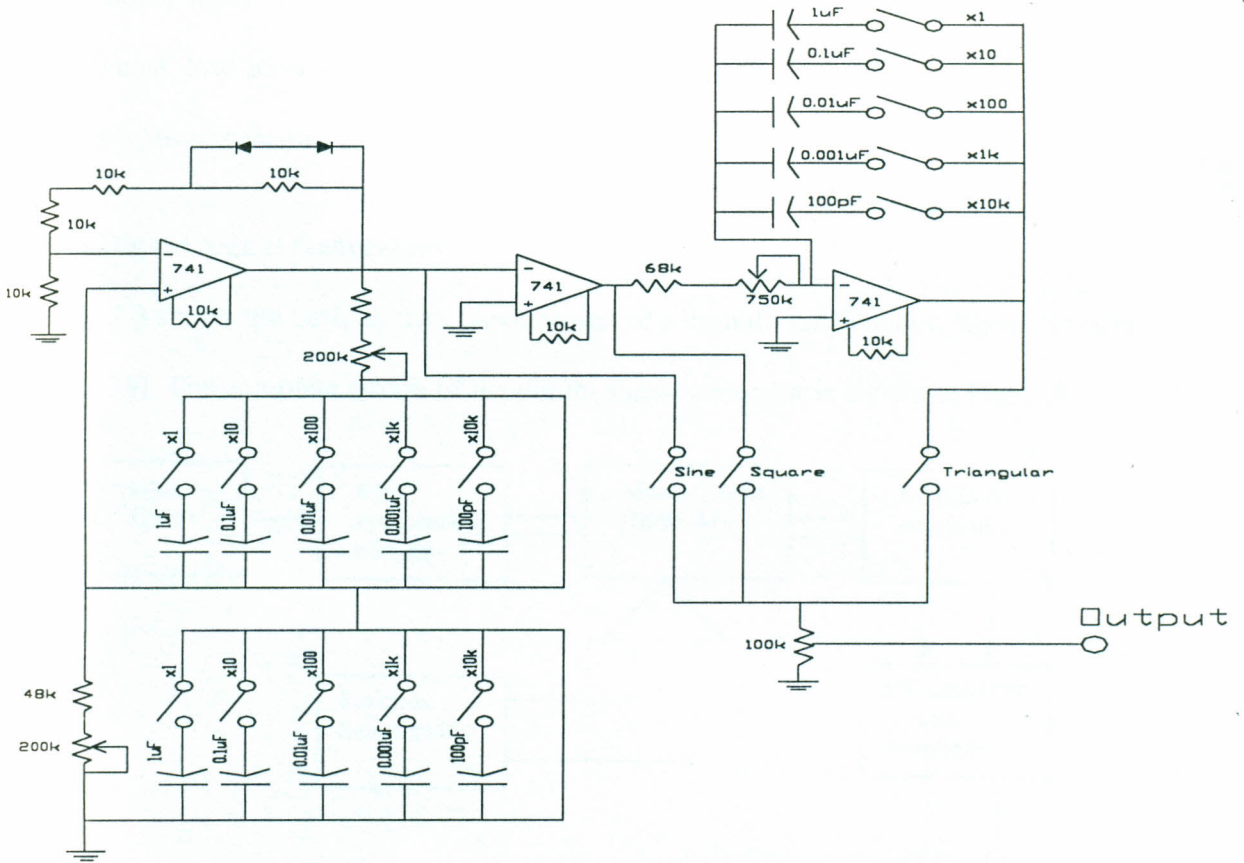 1uF x1
0.1uF x10
0.01uF x100
0.001uF x1k
100pF x10k
10k 10k
10k
10k
- 741 +
10k
- 741 +
10k
68k 750k
- 741 +
10k
200k
x1 x10 x100 x1k x10k
1uF 0.1uF 0.01uF 0.001uF 100pF
Sine Square Triangular
Output
100k
x1 x10 x100 x1k x10k
48k
200k
1uF 0.1uF 0.01uF 0.001uF 100pF